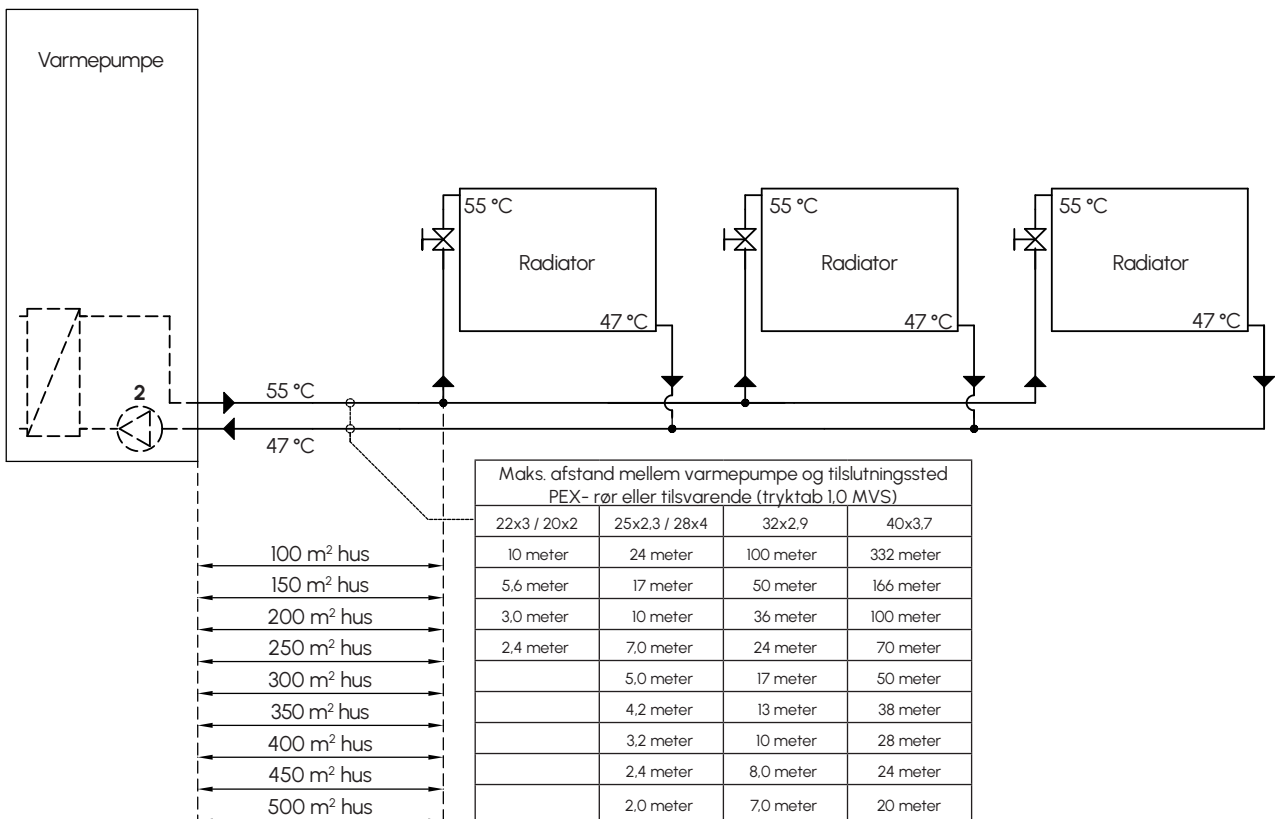 Varmepumpe
55 °C
Radiator
47 °C
55 °C
Radiator
47 °C
55 °C
Radiator
47 °C
2
55 °C
47 °C
Maks. afstand mellem varmepumpe og tilslutningssted
PEX- rør eller tilsvarende (tryktab 1,0 MVS)
22x3 / 20x2 25x2,3 / 28x4 32x2,9 40x3,7
100 m² hus 10 meter 24 meter 100 meter 332 meter
150 m² hus 5,6 meter 17 meter 50 meter 166 meter
200 m² hus 3,0 meter 10 meter 36 meter 100 meter
250 m² hus 2,4 meter 7,0 meter 24 meter 70 meter
300 m² hus 5,0 meter 17 meter 50 meter
350 m² hus 4,2 meter 13 meter 38 meter
400 m² hus 3,2 meter 10 meter 28 meter
450 m² hus 2,4 meter 8,0 meter 24 meter
500 m² hus 2,0 meter 7,0 meter 20 meter